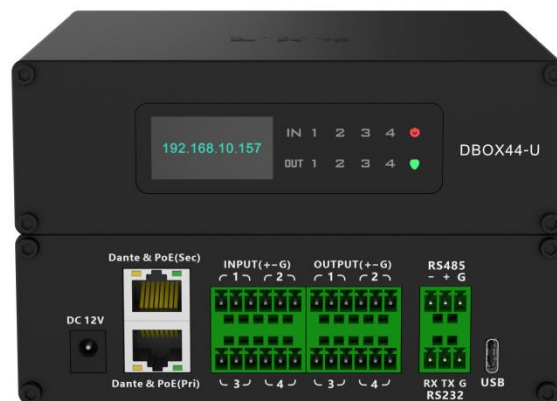 IN 1 2 3 4
192.168.10.157
OUT 1 2 3 4
DBOX44-U
Dante & PoE(Sec)
INPUT(+-G)
OUTPUT(+-G)
RS485
1 2
1 2
- + G
DC 12V
3 4
3 4
Dante & PoE(Pri)
RX TX G
RS232
USB